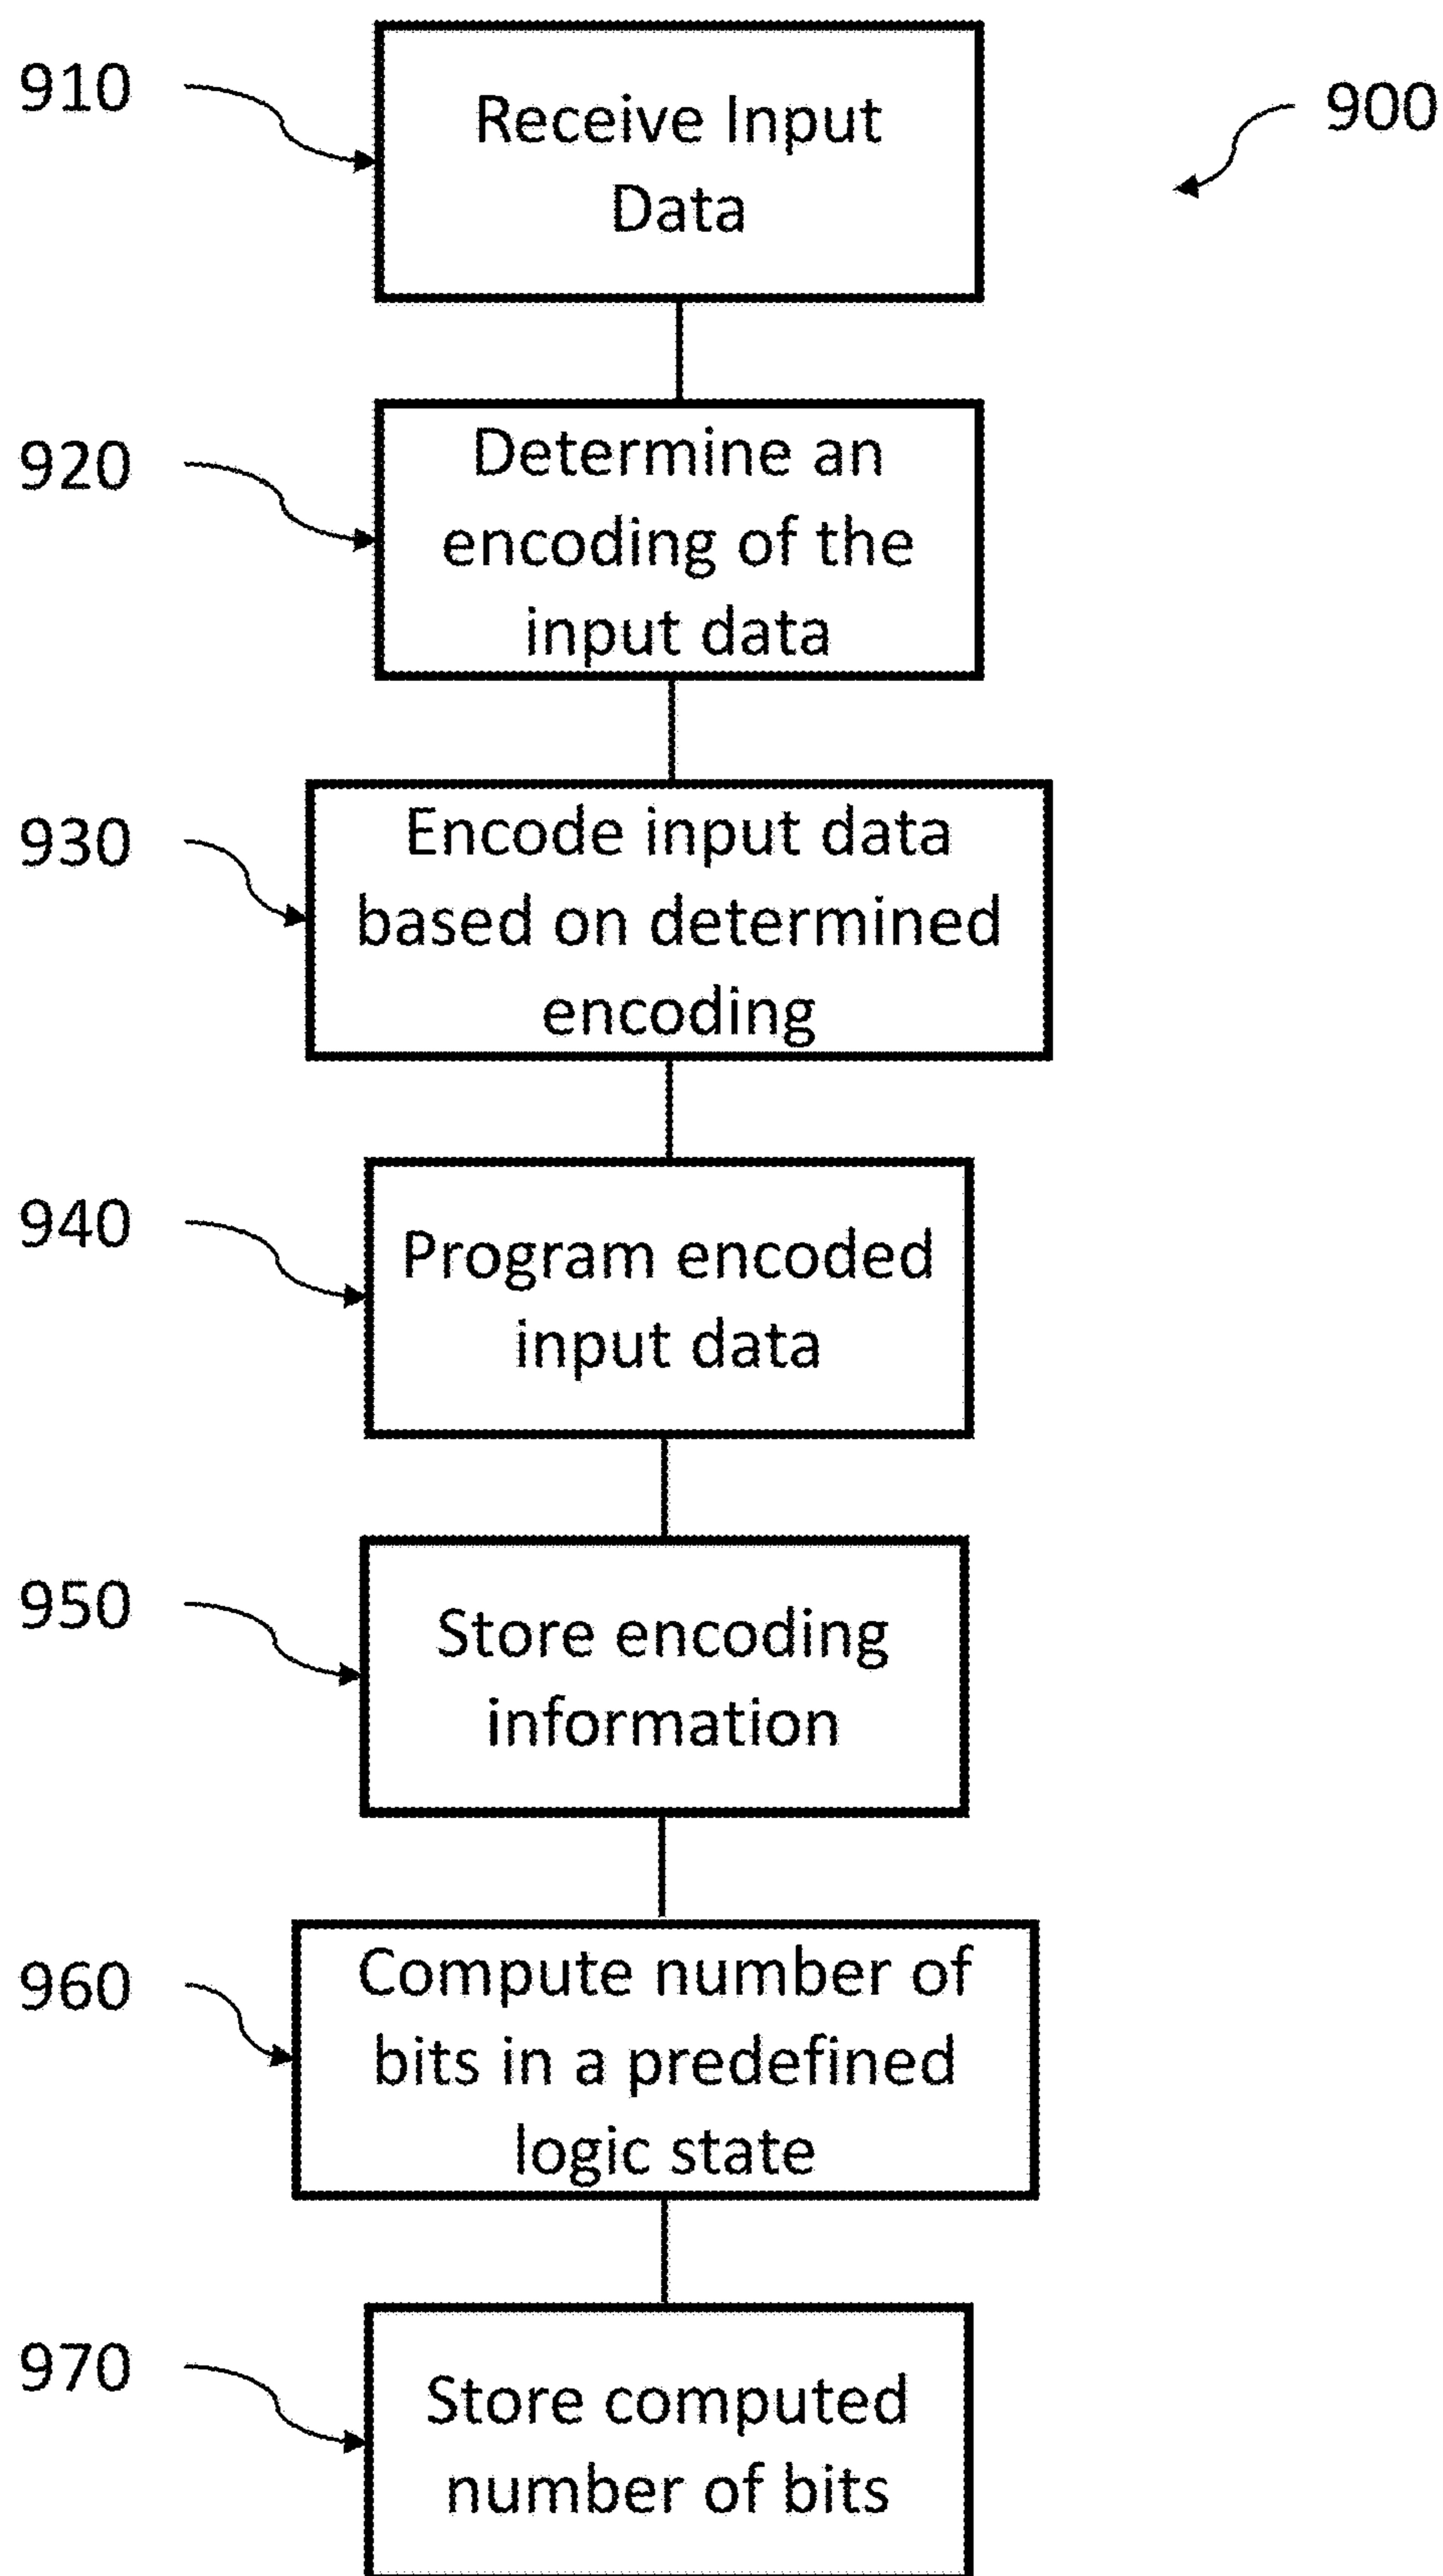 910
Receive Input
Data
900
920
Determine an
encoding of the
input data
930
Encode input data
based on determined
encoding
940
Program encoded
input data
950
Store encoding
information
960
Compute number of
bits in a predefined
logic state
970
Store computed
number of bits